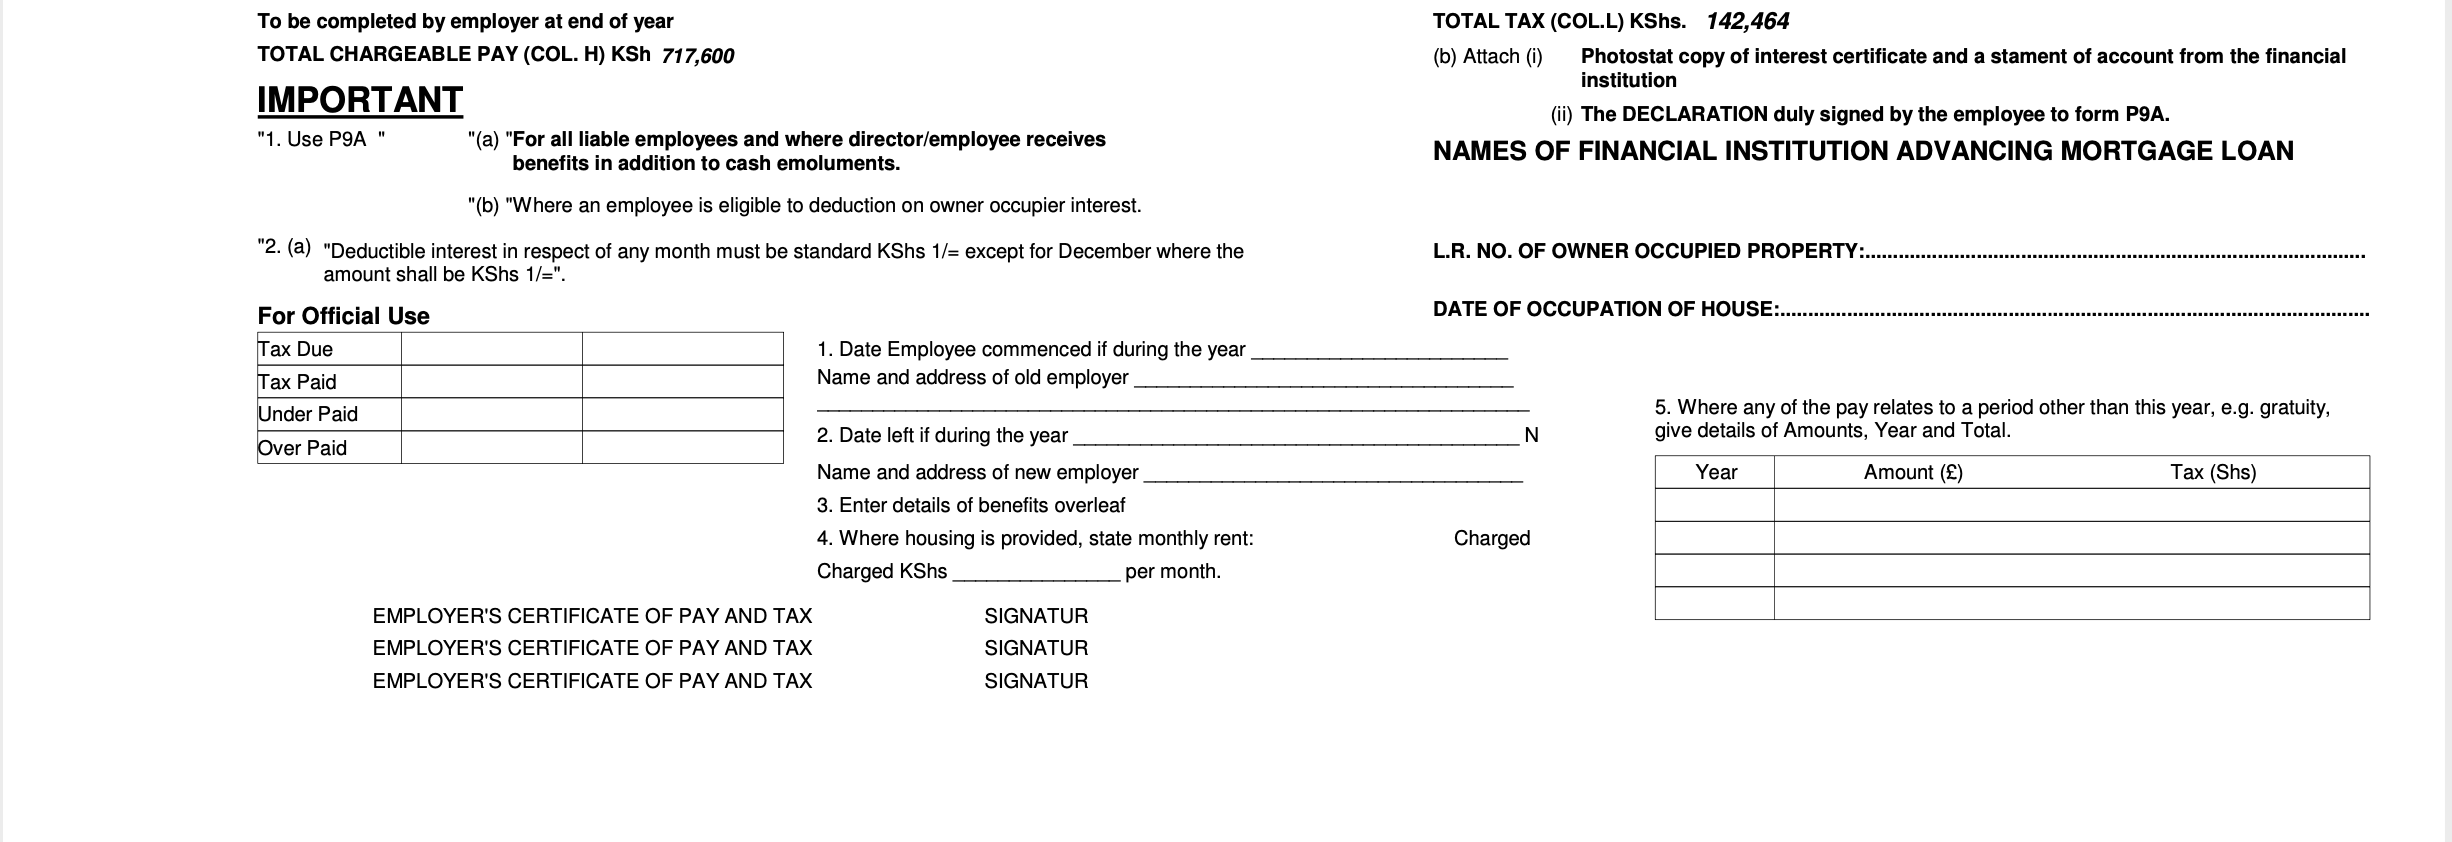 To be completed by employer at end of year
TOTAL CHARGEABLE PAY (COL. H) KSh 717,600
IMPORTANT
"1. Use P9A " "(a) "For all liable employees and where director/employee receives
benefits in addition to cash emoluments.
"(b) "Where an employee is eligible to deduction on owner occupier interest.
"2. (a) "Deductible interest in respect of any month must be standard KShs 1/= except for December where the
amount shall be KShs 1/=".
TOTAL TAX (COL.L) KShs. 142,464
(b) Attach (i) Photostat copy of interest certificate and a stament of account from the financial
institution
(ii) The DECLARATION duly signed by the employee to form P9A.
NAMES OF FINANCIAL INSTITUTION ADVANCING MORTGAGE LOAN
L.R. NO. OF OWNER OCCUPIED PROPERTY:..........................................................................................
DATE OF OCCUPATION OF HOUSE:..........................................................................................................
For Official Use
Tax Due
Tax Paid
Under Paid
Over Paid
1. Date Employee commenced if during the year _______________________
Name and address of old employer __________________________________
________________________________________________________________
2. Date left if during the year ________________________________________ N
Name and address of new employer __________________________________
3. Enter details of benefits overleaf
4. Where housing is provided, state monthly rent: Charged
Charged KShs _______________ per month.
5. Where any of the pay relates to a period other than this year, e.g. gratuity,
give details of Amounts, Year and Total.
Year Amount (£) Tax (Shs)
EMPLOYER'S CERTIFICATE OF PAY AND TAX SIGNATUR
EMPLOYER'S CERTIFICATE OF PAY AND TAX SIGNATUR
EMPLOYER'S CERTIFICATE OF PAY AND TAX SIGNATUR